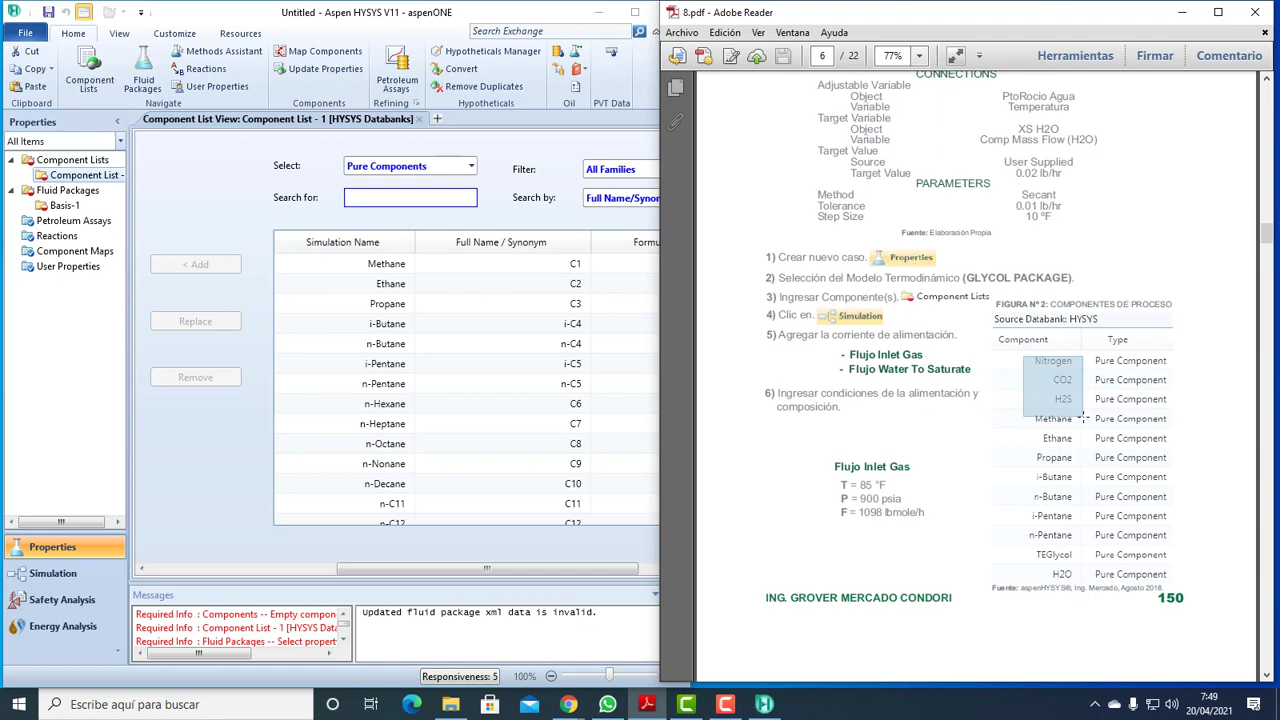 Untitled - Aspen HYSYS V11 - aspenONE
File
Home
View
Customize
Resources
Search Exchange
Cut
Copy
Paste
Clipboard
Component Lists
Fluid Packages
Methods Assistant
Reactions
User Properties
Navigate
Map Components
Update Properties
Components
Petroleum Assays
Refining
Hypotheticals Manager
Convert
Remove Duplicates
Hypotheticals
Oil
PVT Data
Properties
All Items
Component Lists
Component List -
Fluid Packages
Basis-1
Petroleum Assays
Reactions
Component Maps
User Properties
Properties
Simulation
Safety Analysis
Energy Analysis
Component List View: Component List - 1 [HYSYS Databanks]
Select: Pure Components
Filter: All Families
Search for:
Search by: Full Name/Synonym
< Add
Replace
Remove
Simulation Name Full Name / Synonym Formu
Methane C1
Ethane C2
Propane C3
i-Butane i-C4
n-Butane n-C4
i-Pentane i-C5
n-Pentane n-C5
n-Hexane C6
n-Heptane C7
n-Octane C8
n-Nonane C9
n-Decane C10
n-C11 C11
n-C12 C12
Messages
Required Info : Components -- Empty compon
Required Info : Component List - 1 [HYSYS Data
Required Info : Fluid Packages -- Select propert
Updated fluid package xml data is invalid.
Responsiveness: 5
100%
8.pdf - Adobe Reader
Archivo Edición Ver Ventana Ayuda
6 / 22
77%
Herramientas Firmar Comentario
CONNECTIONS
Adjustable Variable
Object PtoRocio Agua
Variable Temperatura
Target Variable
Object XS H2O
Variable Comp Mass Flow (H2O)
Target Value
Source User Supplied
Target Value 0.02 lb/hr
PARAMETERS
Method Secant
Tolerance 0.01 lb/hr
Step Size 10 ºF
Fuente: Elaboración Propia
1) Crear nuevo caso. Properties
2) Selección del Modelo Termodinámico (GLYCOL PACKAGE).
3) Ingresar Componente(s). Component Lists
4) Clic en. Simulation
5) Agregar la corriente de alimentación.
- Flujo Inlet Gas
- Flujo Water To Saturate
6) Ingresar condiciones de la alimentación y
composición.
Flujo Inlet Gas
T = 85 °F
P = 900 psia
F = 1098 lbmole/h
FIGURA Nº 2: COMPONENTES DE PROCESO
Source Databank: HYSYS
Component Type
Nitrogen Pure Component
CO2 Pure Component
H2S Pure Component
Methane Pure Component
Ethane Pure Component
Propane Pure Component
i-Butane Pure Component
n-Butane Pure Component
i-Pentane Pure Component
n-Pentane Pure Component
TEGlycol Pure Component
H2O Pure Component
Fuente: aspenHYSYS®, Ing. Mercado, Agosto 2018.
ING. GROVER MERCADO CONDORI
150
Escribe aquí para buscar
7:49
20/04/2021